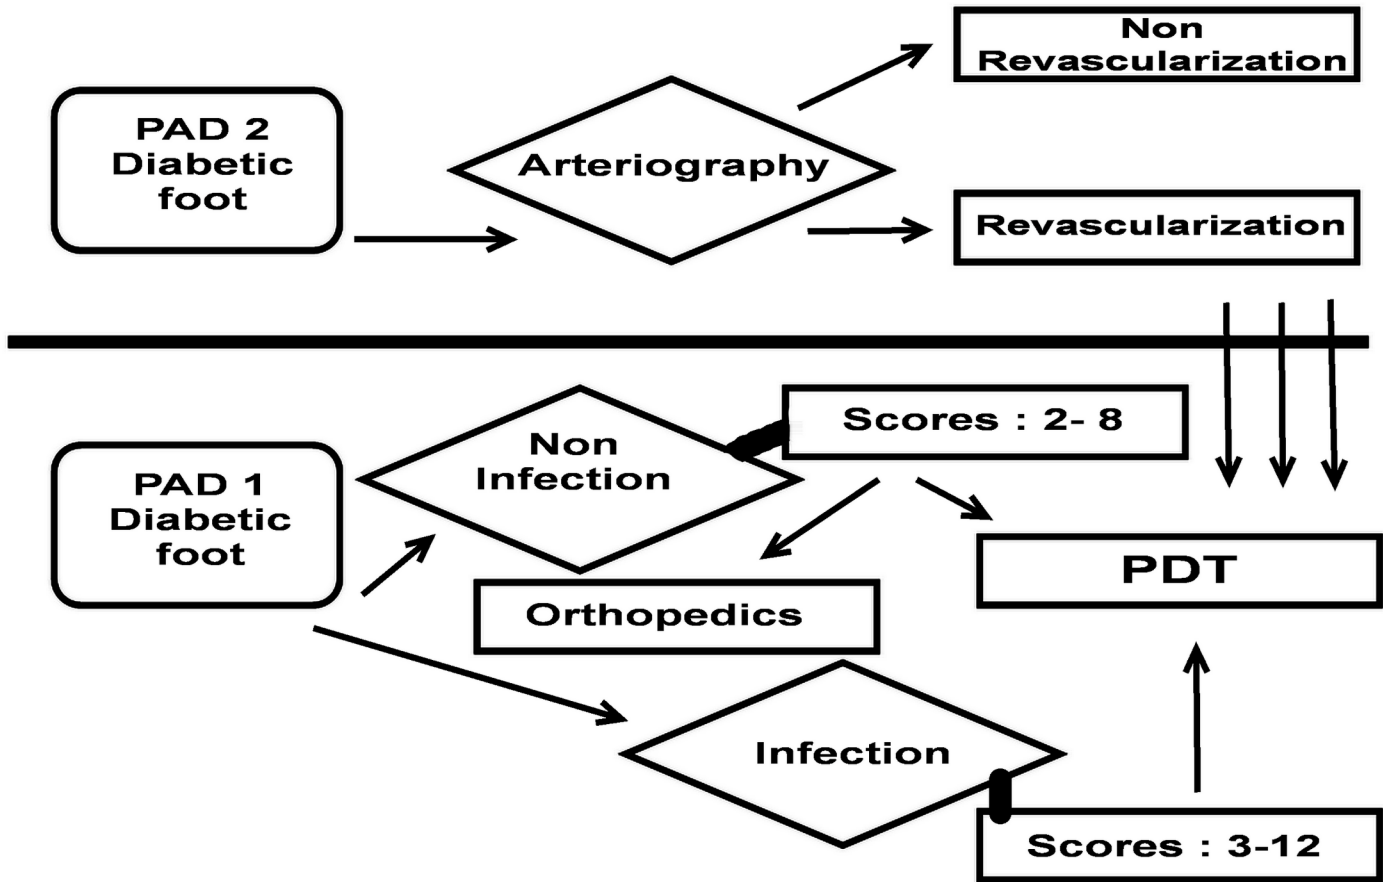 Non
Revascularization
PAD 2
Diabetic
foot
Arteriography
Revascularization
Scores : 2- 8
Non
Infection
PAD 1
Diabetic
foot
PDT
Orthopedics
Infection
Scores : 3-12